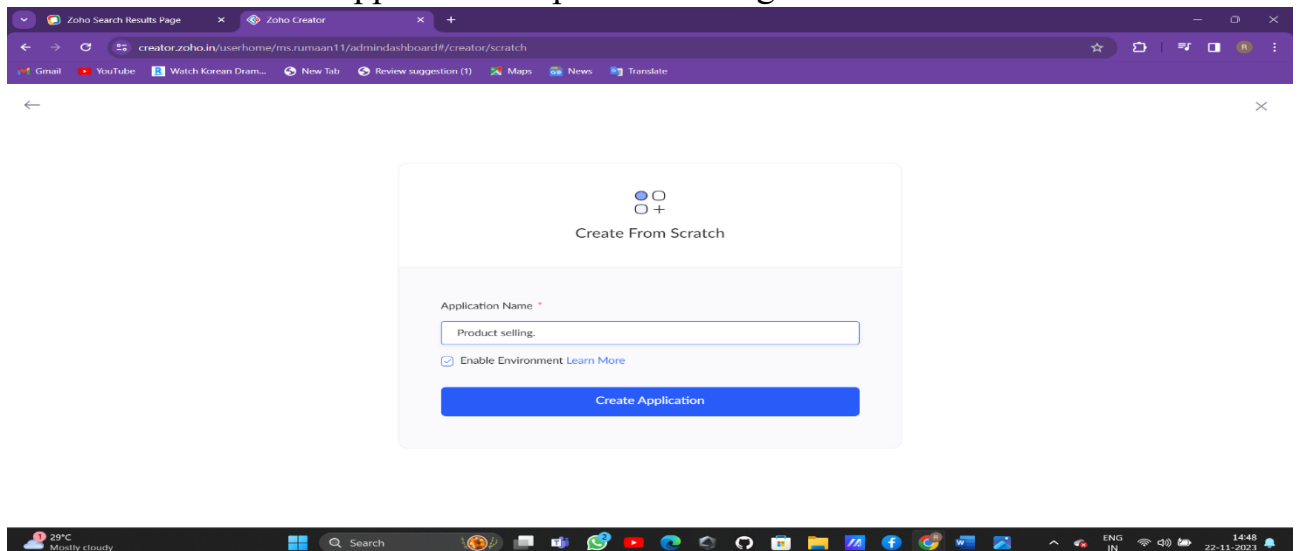 Zoho Search Results Page
Zoho Creator
creator.zoho.in/userhome/ms.rumaan11/admindashboard#/creator/scratch
R
Gmail YouTube Watch Korean Dram... New Tab Review suggestion (1) Maps News Translate
Create From Scratch
Application Name *
Product selling.
Enable Environment Learn More
Create Application
1
29°C
Mostly cloudy
Search
ENG
IN
14:48
22-11-2023